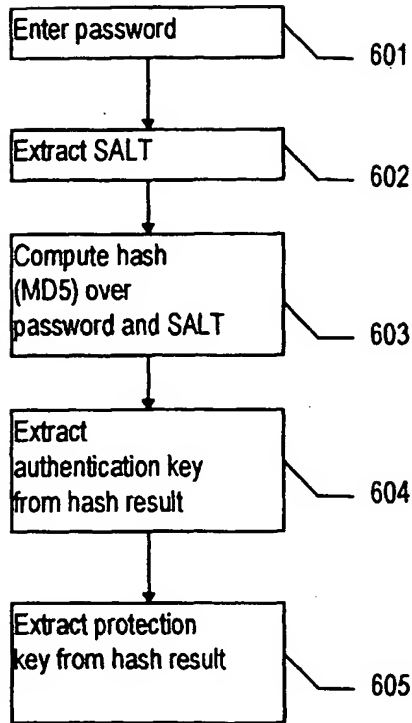 Enter password
601
Extract SALT
602
Compute hash
(MD5) over
password and SALT
603
Extract
authentication key
from hash result
604
Extract protection
key from hash result
605